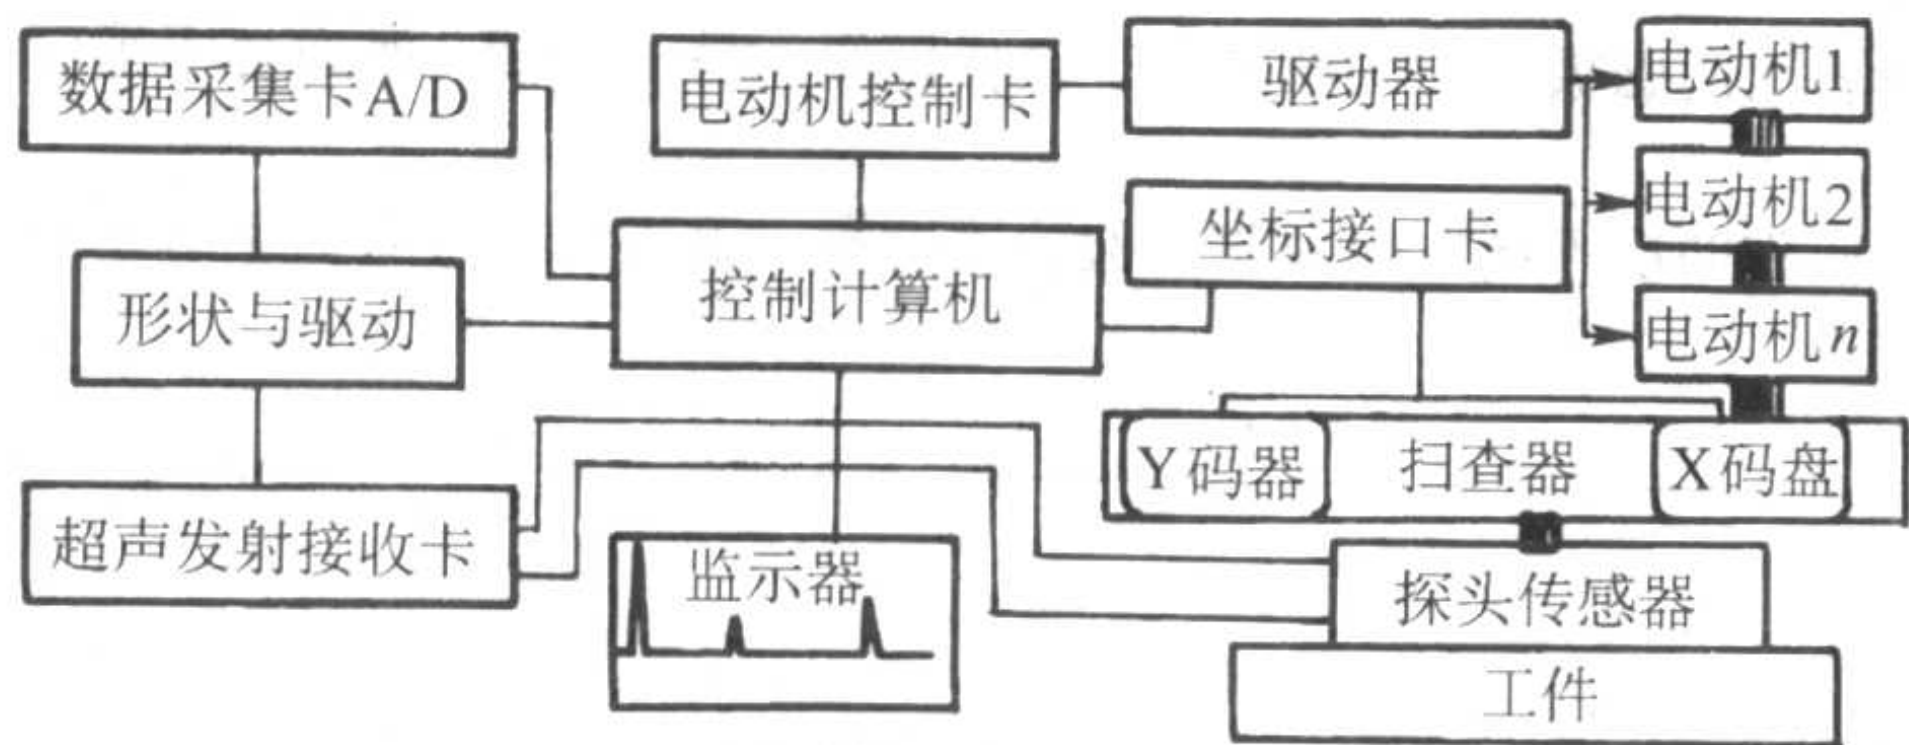 数据采集卡A/D
电动机控制卡
驱动器
电动机1
电动机2
坐标接口卡
形状与驱动
控制计算机
电动机n
Y码器
扫查器
X码盘
超声发射接收卡
监示器
探头传感器
工件